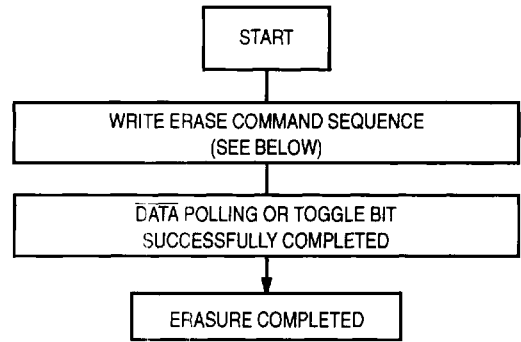 START
WRITE ERASE COMMAND SEQUENCE
(SEE BELOW)
DATA POLLING OR TOGGLE BIT
SUCCESSFULLY COMPLETED
ERASURE COMPLETED